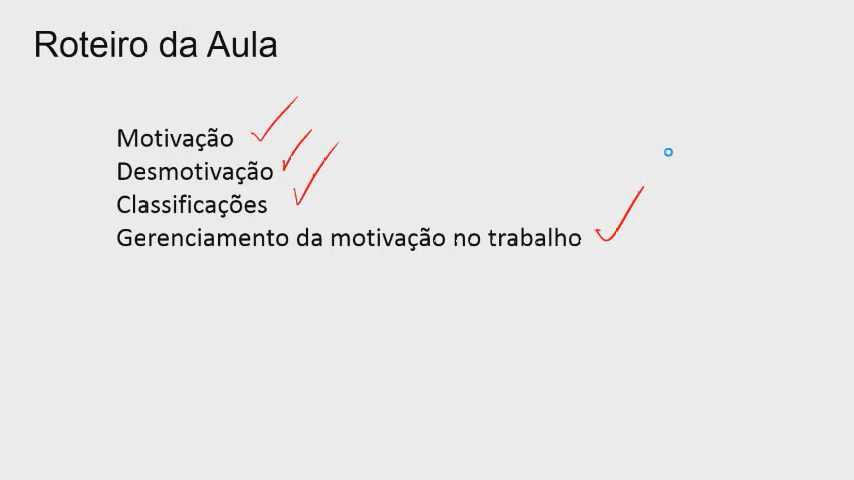 Roteiro da Aula
Motivação
Desmotivação
Classificações
Gerenciamento da motivação no trabalho